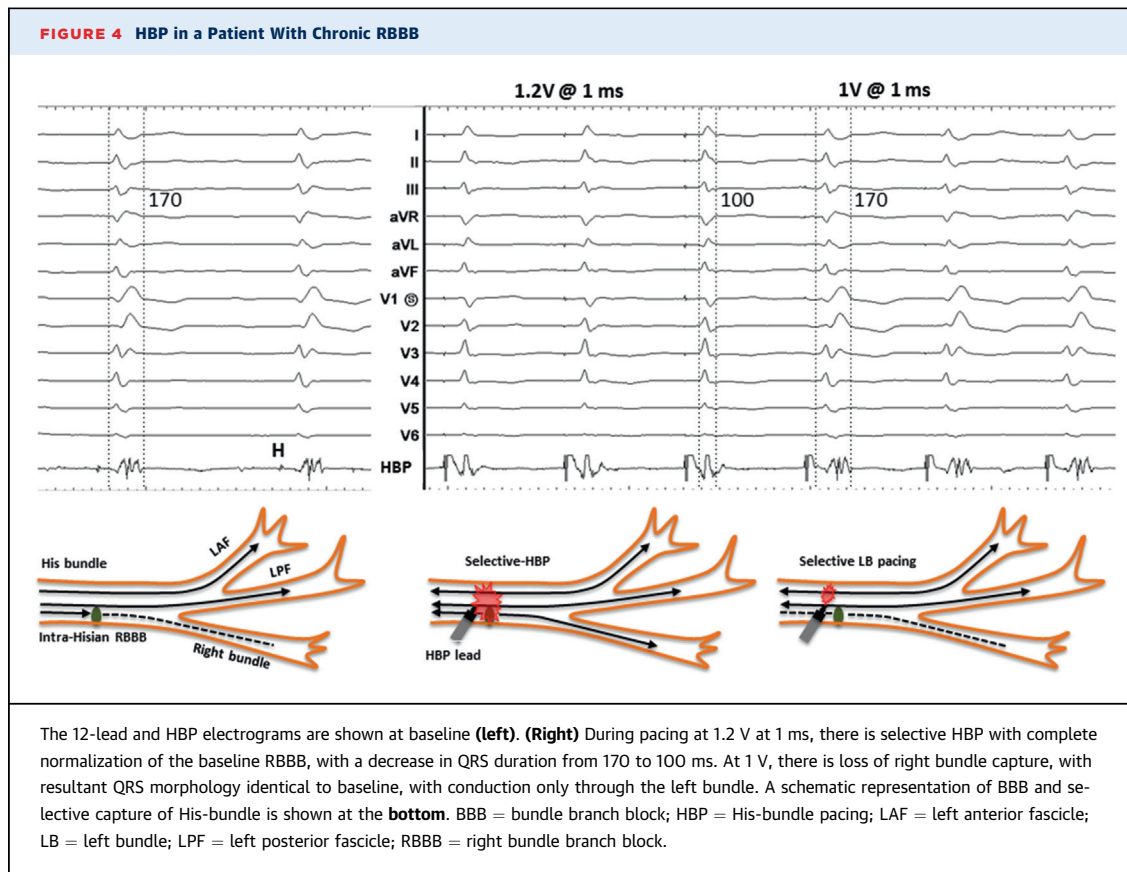 FIGURE 4 HBP in a Patient With Chronic RBBB
1.2V @ 1 ms
1V @ 1 ms
I
II
III
170
100
170
aVR
aVL
aVF
V1 Ⓢ
V2
V3
V4
V5
V6
H
HBP
LAF
His bundle
LPF
Intra-Hisian RBBB
Right bundle
Selective-HBP
HBP lead
Selective LB pacing
The 12-lead and HBP electrograms are shown at baseline (left). (Right) During pacing at 1.2 V at 1 ms, there is selective HBP with complete
normalization of the baseline RBBB, with a decrease in QRS duration from 170 to 100 ms. At 1 V, there is loss of right bundle capture, with
resultant QRS morphology identical to baseline, with conduction only through the left bundle. A schematic representation of BBB and se-
lective capture of His-bundle is shown at the bottom. BBB = bundle branch block; HBP = His-bundle pacing; LAF = left anterior fascicle;
LB = left bundle; LPF = left posterior fascicle; RBBB = right bundle branch block.